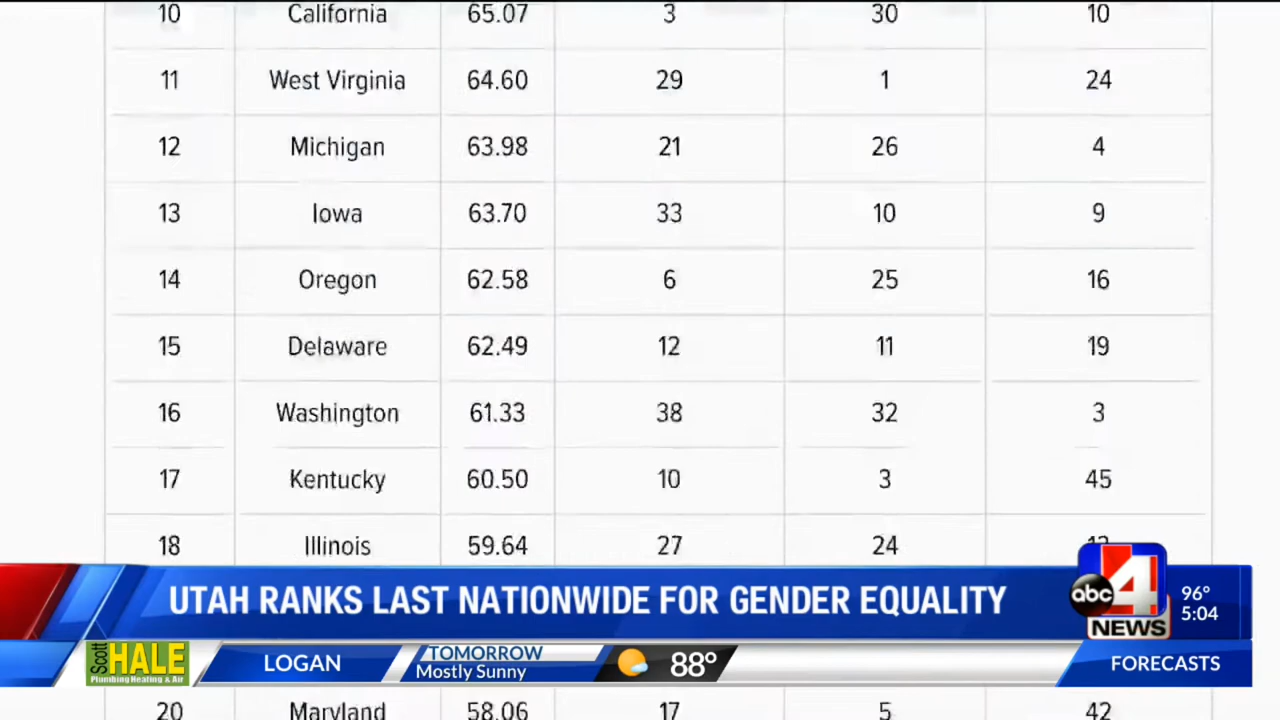 10 California 65.07 3 30 10
11 West Virginia 64.60 29 1 24
12 Michigan 63.98 21 26 4
13 Iowa 63.70 33 10 9
14 Oregon 62.58 6 25 16
15 Delaware 62.49 12 11 19
16 Washington 61.33 38 32 3
17 Kentucky 60.50 10 3 45
18 Illinois 59.64 27 24
UTAH RANKS LAST NATIONWIDE FOR GENDER EQUALITY
abc 4
NEWS
96°
5:04
Scott HALE
Plumbing Heating & Air
LOGAN
TOMORROW
Mostly Sunny
88°
FORECASTS
20 Maryland 58.06 17 5 42